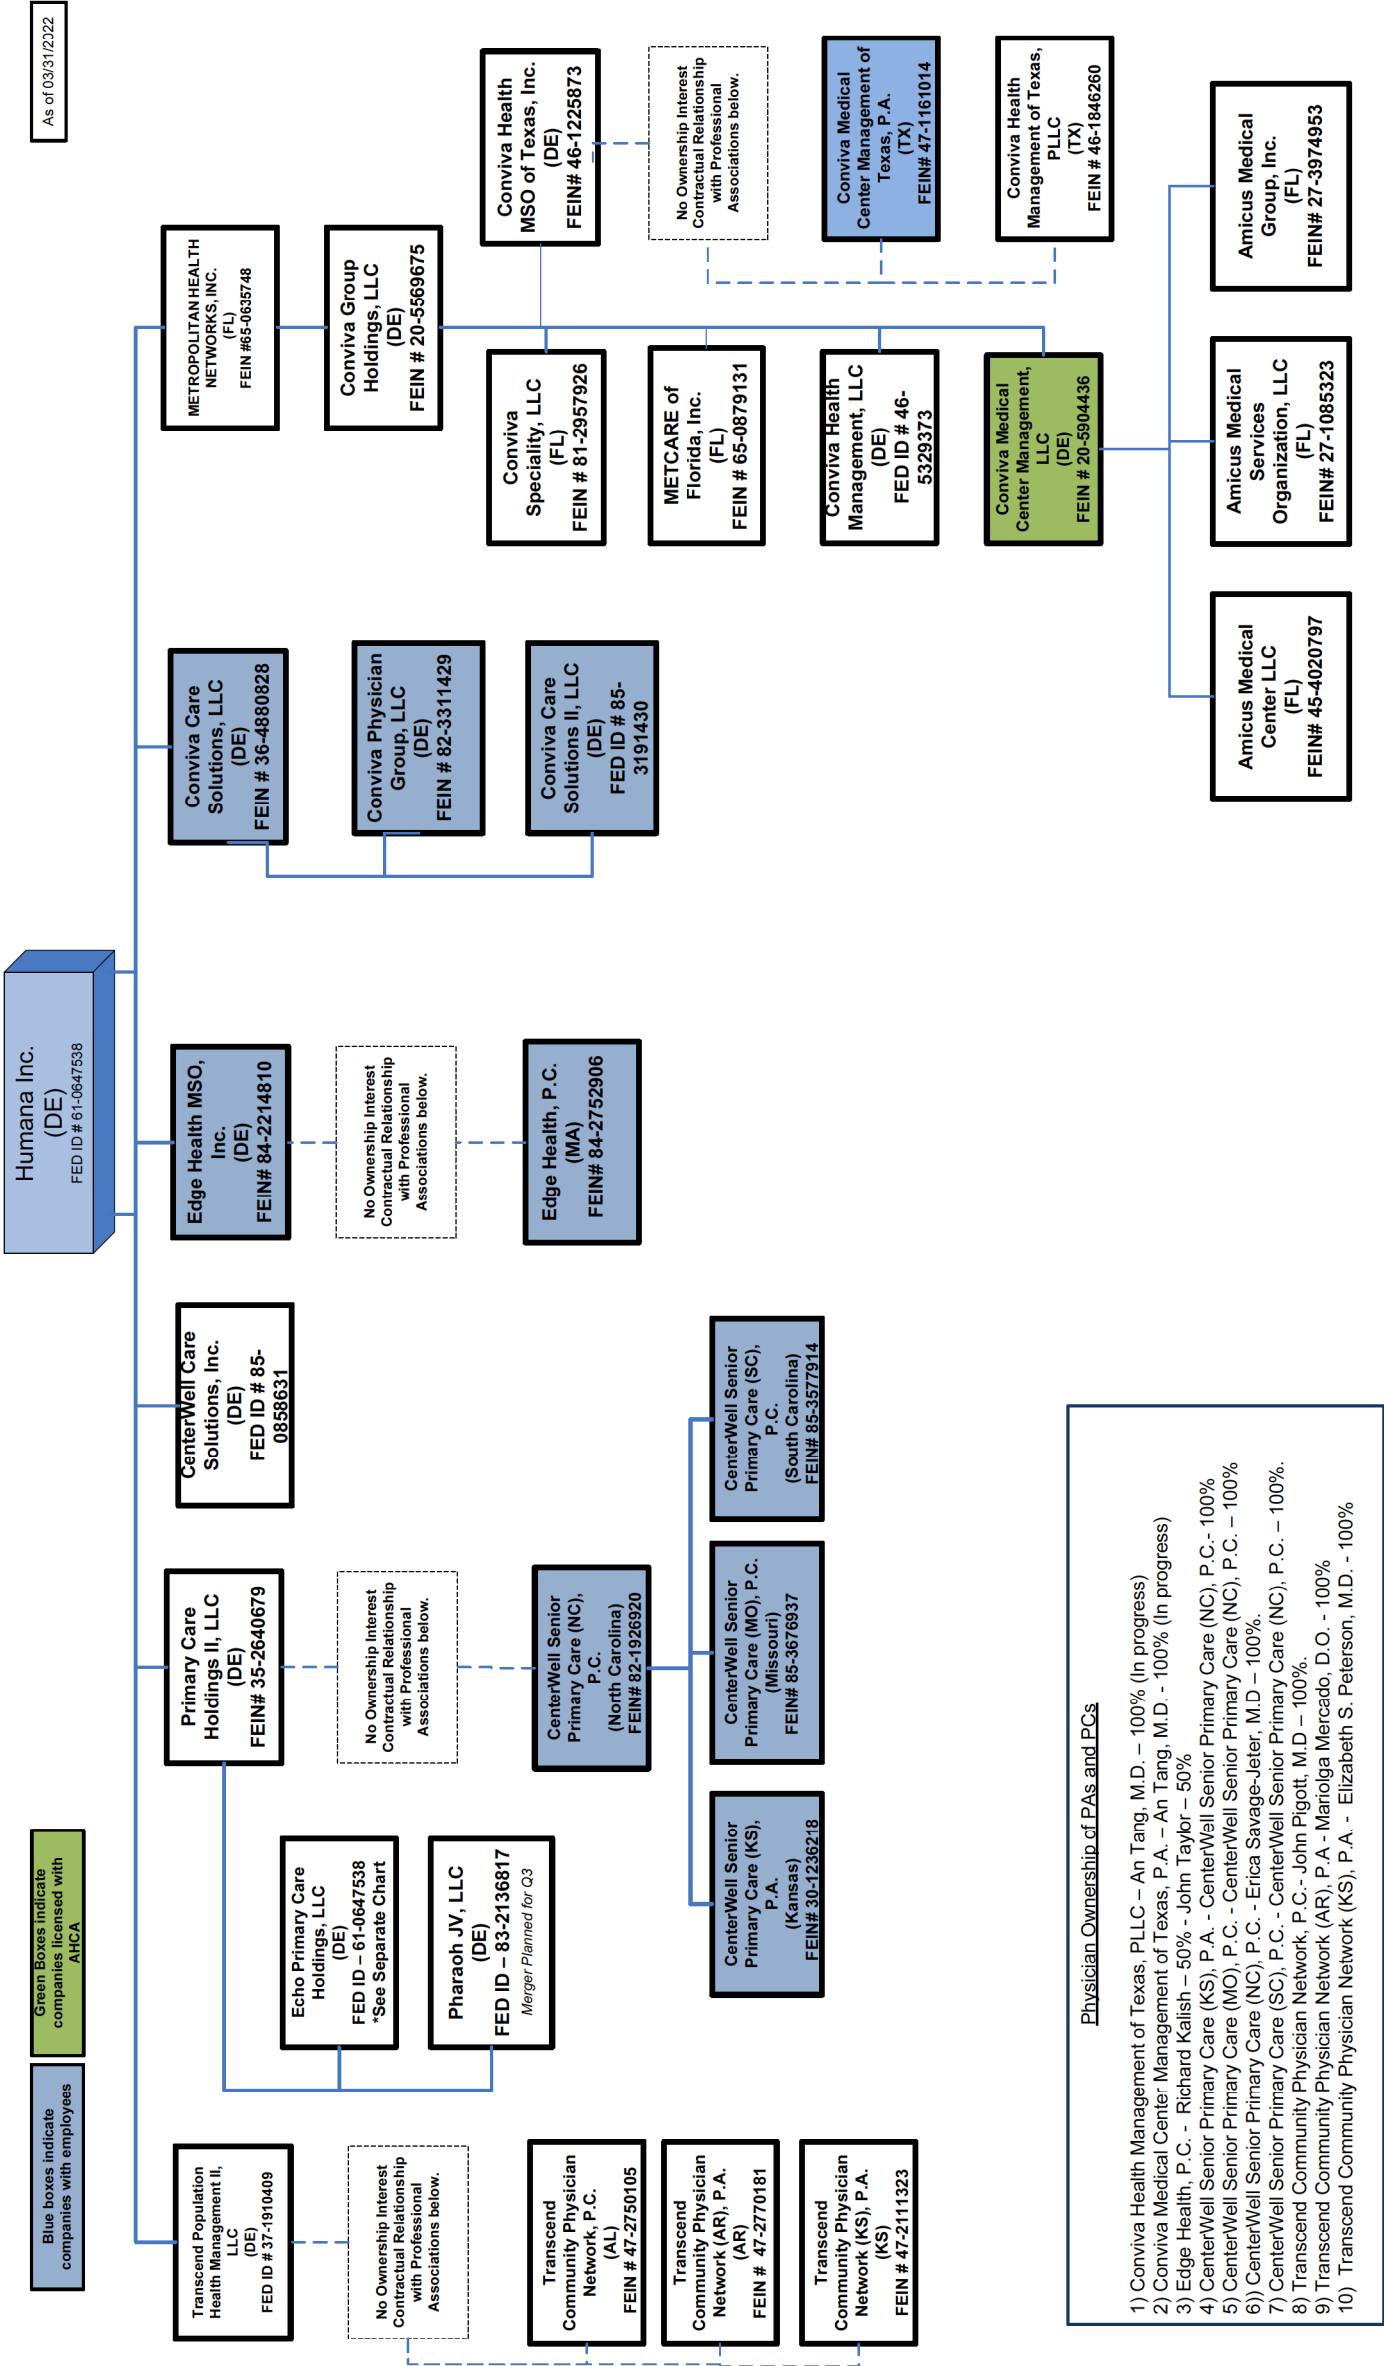 As of 03/31/2022
Humana Inc.
(DE)
FED ID # 61-0647538
Blue boxes indicate
companies with employees
Green Boxes indicate
companies licensed with
AHCA
Transcend Population
Health Management II,
LLC
(DE)
FED ID # 37-1910409
No Ownership Interest
Contractual Relationship
with Professional
Associations below.
Transcend
Community Physician
Network, P.C.
(AL)
FEIN # 47-2750105
Transcend
Community Physician
Network (AR), P.A.
(AR)
FEIN # 47-2770181
Transcend
Community Physician
Network (KS), P.A.
(KS)
FEIN # 47-2111323
Primary Care
Holdings II, LLC
(DE)
FEIN# 35-2640679
Echo Primary Care
Holdings, LLC
(DE)
FED ID – 61-0647538
*See Separate Chart
Pharaoh JV, LLC
(DE)
FED ID – 83-2136817
Merger Planned for Q3
No Ownership Interest
Contractual Relationship
with Professional
Associations below.
CenterWell Senior
Primary Care (NC),
P.C.
(North Carolina)
FEIN# 82-1926920
CenterWell Senior
Primary Care (KS),
P.A.
(Kansas)
FEIN# 30-1236218
CenterWell Senior
Primary Care (MO), P.C.
(Missouri)
FEIN# 85-3676937
CenterWell Senior
Primary Care (SC),
P.C.
(South Carolina)
FEIN# 85-3577914
CenterWell Care
Solutions, Inc.
(DE)
FED ID # 85-
0858631
Edge Health MSO,
Inc.
(DE)
FEIN# 84-2214810
No Ownership Interest
Contractual Relationship
with Professional
Associations below.
Edge Health, P.C.
(MA)
FEIN# 84-2752906
Conviva Care
Solutions, LLC
(DE)
FEIN # 36-4880828
Conviva Physician
Group, LLC
(DE)
FEIN # 82-3311429
Conviva Care
Solutions II, LLC
(DE)
FED ID # 85-
3191430
METROPOLITAN HEALTH
NETWORKS, INC.
(FL)
FEIN #65-0635748
Conviva Group
Holdings, LLC
(DE)
FEIN # 20-5569675
Conviva
Speciality, LLC
(FL)
FEIN # 81-2957926
METCARE of
Florida, Inc.
(FL)
FEIN # 65-0879131
Conviva Health
Management, LLC
(DE)
FED ID # 46-
5329373
Conviva Medical
Center Management,
LLC
(DE)
FEIN # 20-5904436
Conviva Health
MSO of Texas, Inc.
(DE)
FEIN# 46-1225873
No Ownership Interest
Contractual Relationship
with Professional
Associations below.
Conviva Medical
Center Management of
Texas, P.A.
(TX)
FEIN# 47-1161014
Conviva Health
Management of Texas,
PLLC
(TX)
FEIN # 46-1846260
Amicus Medical
Center LLC
(FL)
FEIN# 45-4020797
Amicus Medical
Services
Organization, LLC
(FL)
FEIN# 27-1085323
Amicus Medical
Group, Inc.
(FL)
FEIN# 27-3974953
Physician Ownership of PAs and PCs
1) Conviva Health Management of Texas, PLLC – An Tang, M.D. – 100% (In progress)
2) Conviva Medical Center Management of Texas, P.A. – An Tang, M.D. - 100% (In progress)
3) Edge Health, P.C. - Richard Kalish – 50% - John Taylor – 50%
4) CenterWell Senior Primary Care (KS), P.A. - CenterWell Senior Primary Care (NC), P.C.- 100%
5) CenterWell Senior Primary Care (MO), P.C. - CenterWell Senior Primary Care (NC), P.C. – 100%
6)) CenterWell Senior Primary Care (NC), P.C. - Erica Savage-Jeter, M.D – 100%.
7) CenterWell Senior Primary Care (SC), P.C. - CenterWell Senior Primary Care (NC), P.C. – 100%.
8) Transcend Community Physician Network, P.C.- John Pigott, M.D – 100%.
9) Transcend Community Physician Network (AR), P.A - Mariolga Mercado, D.O. - 100%
10) Transcend Community Physician Network (KS), P.A. - Elizabeth S. Peterson, M.D. - 100%